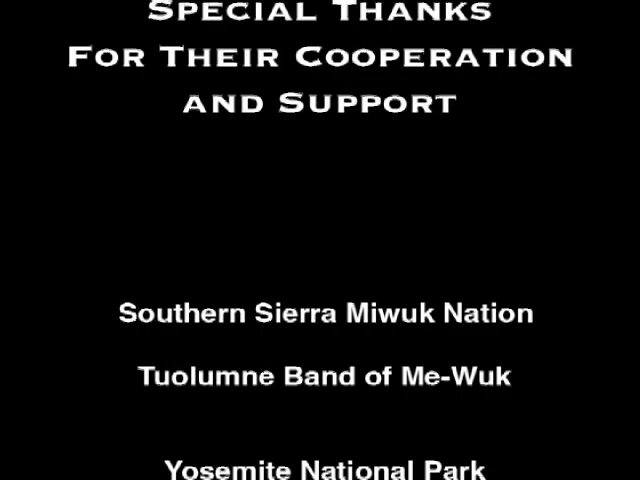 Special Thanks
For Their Cooperation
and Support
Southern Sierra Miwuk Nation
Tuolumne Band of Me-Wuk
Yosemite National Park